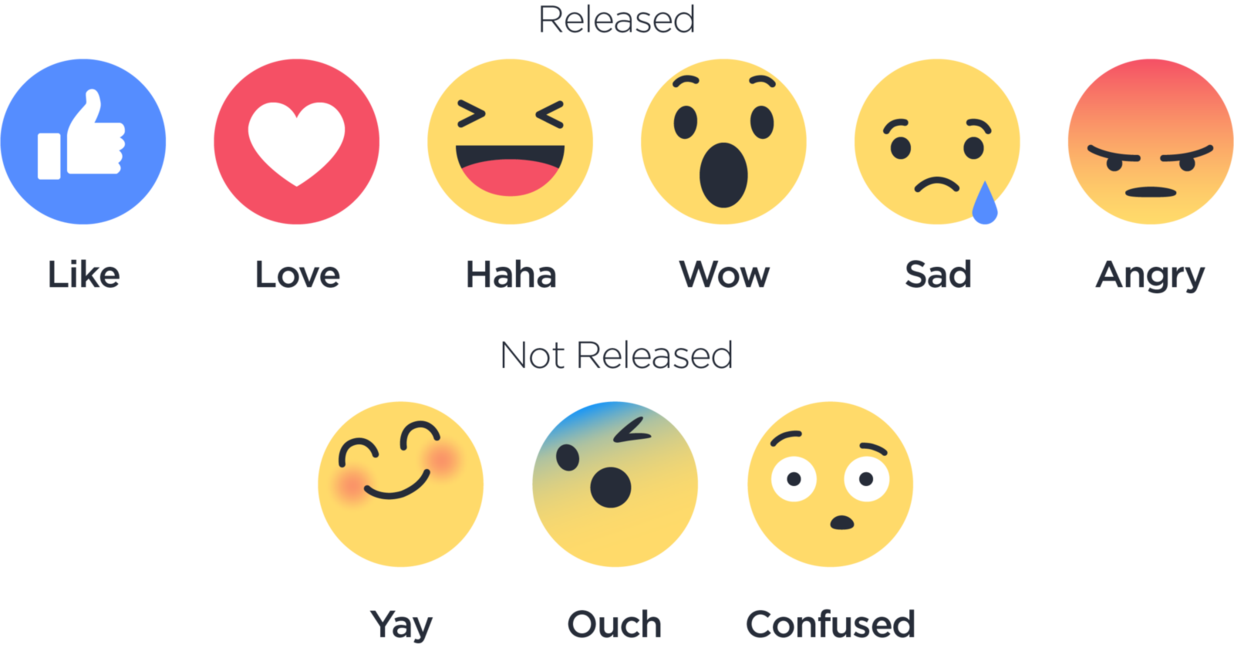 Released
Like Love Haha Wow Sad Angry
Not Released
Yay Ouch Confused